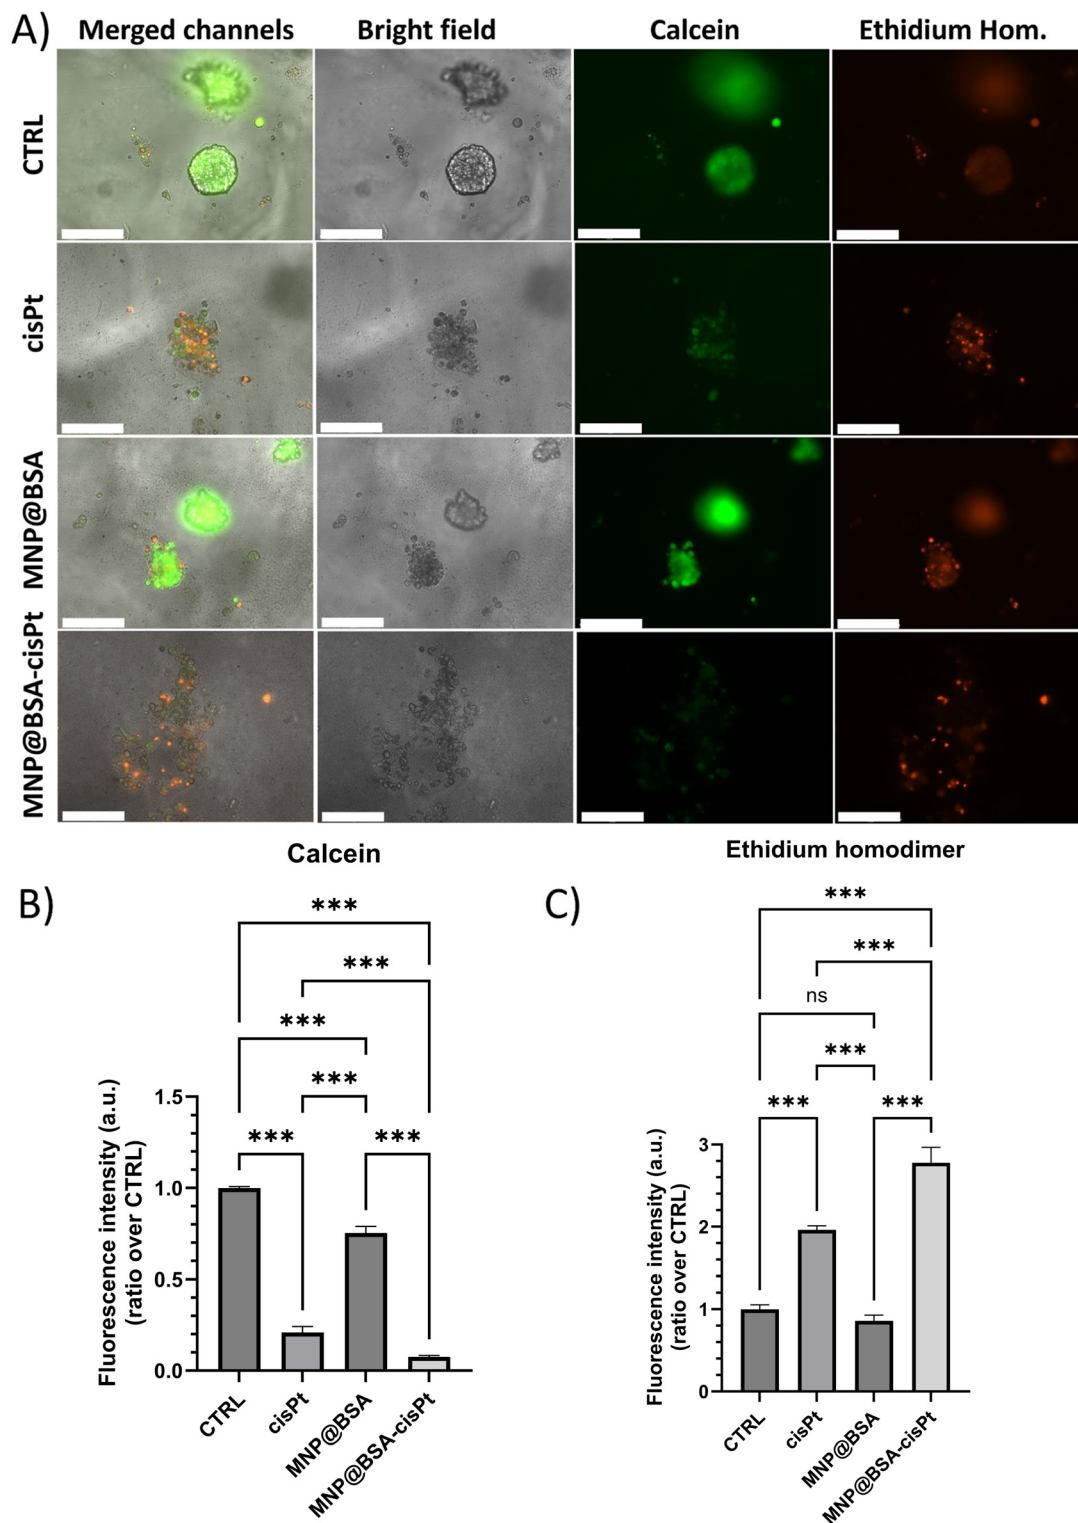 A)
Merged channels Bright field Calcein Ethidium Hom.
CTRL
cisPt
MNP@BSA
MNP@BSA-cisPt
Calcein
B)
***
***
***
***
***
***
Fluorescence intensity (a.u.)
(ratio over CTRL)
1.5
1.0
0.5
0.0
CTRL
cisPt
MNP@BSA
MNP@BSA-cisPt
Ethidium homodimer
C)
***
***
ns
***
***
***
Fluorescence intensity (a.u.)
(ratio over CTRL)
3
2
1
0
CTRL
cisPt
MNP@BSA
MNP@BSA-cisPt